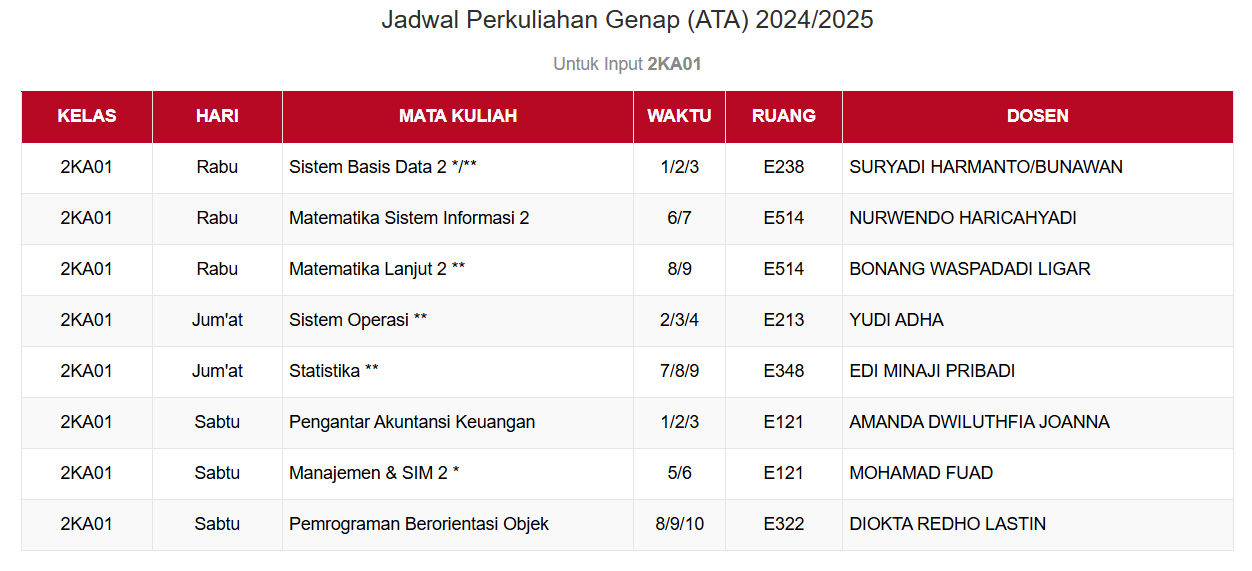 Jadwal Perkuliahan Genap (ATA) 2024/2025
Untuk Input 2KA01
KELAS HARI MATA KULIAH WAKTU RUANG DOSEN
2KA01 Rabu Sistem Basis Data 2 */** 1/2/3 E238 SURYADI HARMANTO/BUNAWAN
2KA01 Rabu Matematika Sistem Informasi 2 6/7 E514 NURWENDO HARICAHYADI
2KA01 Rabu Matematika Lanjut 2 ** 8/9 E514 BONANG WASPADADI LIGAR
2KA01 Jum'at Sistem Operasi ** 2/3/4 E213 YUDI ADHA
2KA01 Jum'at Statistika ** 7/8/9 E348 EDI MINAJI PRIBADI
2KA01 Sabtu Pengantar Akuntansi Keuangan 1/2/3 E121 AMANDA DWILUTHFIA JOANNA
2KA01 Sabtu Manajemen & SIM 2 * 5/6 E121 MOHAMAD FUAD
2KA01 Sabtu Pemrograman Berorientasi Objek 8/9/10 E322 DIOKTA REDHO LASTIN